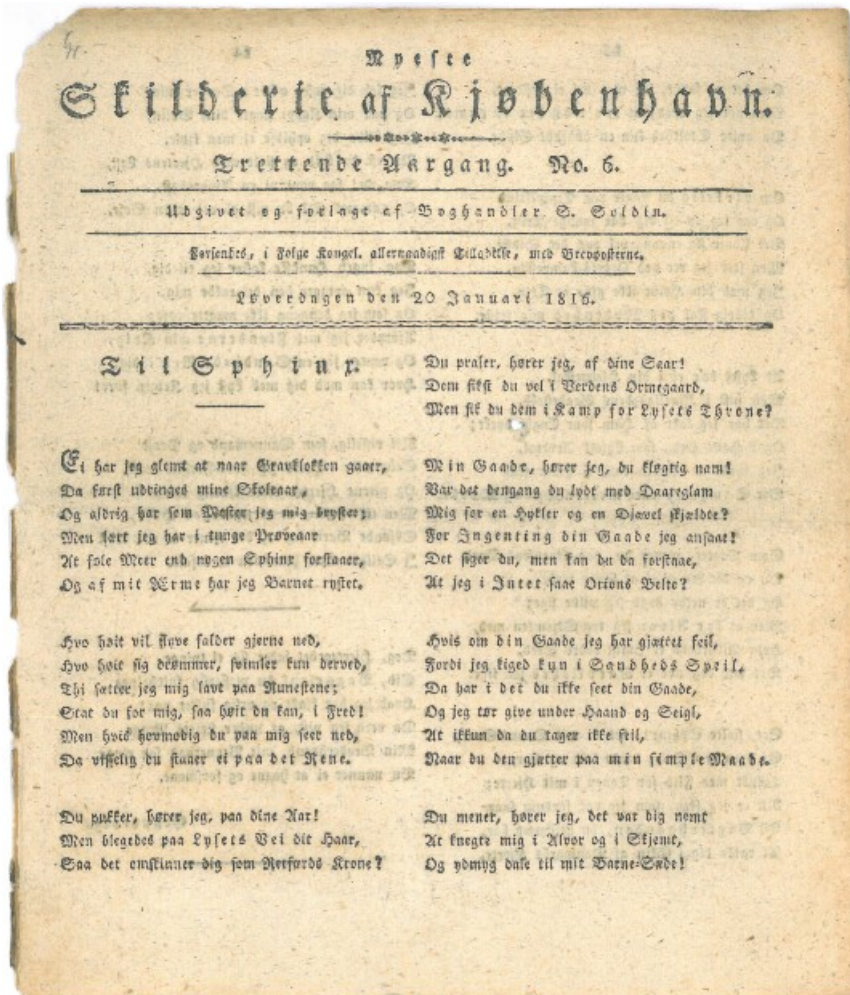 Nyeste
Skilderie af Kjøbenhavn.
Trettende Aargang. No. 6.
Udgivet og forlagt af Boghandler S. Soldin.
Forsendes, i Følge Kongel. allernaadigst Tilladelse, med Brevposterne.
Løverdagen den 20 Januari 1816.
Til Sphinx.
Ei har jeg glemt at naar Gravklokken gaaer,
Da først udringes mine Skoleaar,
Og aldrig har som Mester jeg mig brystet;
Men lært jeg har i tunge Prøveaar
At føle Meer end nogen Sphinx forstaaer,
Og af mit Ærme har jeg Barnet rystet.
Hvo høit vil flyve falder gjerne ned,
Hvo høit sig drømmer, svimler kun derved,
Thi sætter jeg mig lavt paa Runestene;
Stat du for mig, saa høit du kan, i Fred!
Men hvis hovmodig du paa mig seer ned,
Da visselig du staaer ei paa det Rene.
Du pukker, hører jeg, paa dine Aar!
Men blegedes paa Lysets Vei dit Haar,
Saa det omskinner dig som Retfærds Krone?
Du praler, hører jeg, af dine Saar!
Dem fikst du vel i Verdens Ormegaard,
Men fik du dem i Kamp for Lysets Throne?
Min Gaade, hører jeg, du kløgtig nam!
Var det dengang du lydt med Daareglam
Mig for en Hykler og en Djævel skjældte?
For Ingenting din Gaade jeg ansaae!
Det siger du, men kan du da forstaae,
At jeg i Intet saae Orions Belte?
Hvis om din Gaade jeg har gjættet feil,
Fordi jeg kiged kun i Sandheds Speil,
Da har i det du ikke seet din Gaade,
Og jeg tør give under Haand og Seigl,
At ikkun da du tager ikke feil,
Naar du den gjætter paa min simple Maade.
Du mener, hører jeg, det var dig nemt
At knegte mig i Alvor og i Skjemt,
Og ydmyg dale til mit Barne-Sæde!